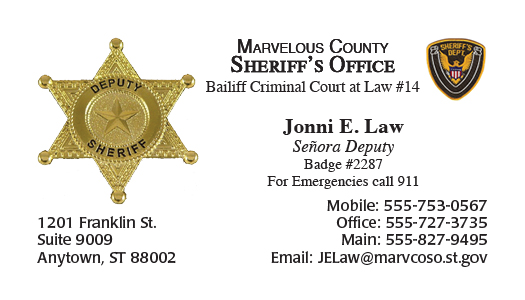 DEPUTY
SHERIFF
Marvelous County
Sheriff's Office
Bailiff Criminal Court at Law #14
SHERIFF'S
DEPT.
Jonni E. Law
Señora Deputy
Badge #2287
For Emergencies call 911
1201 Franklin St.
Suite 9009
Anytown, ST 88002
Mobile: 555-753-0567
Office: 555-727-3735
Main: 555-827-9495
Email: JELaw@marvcoso.st.gov